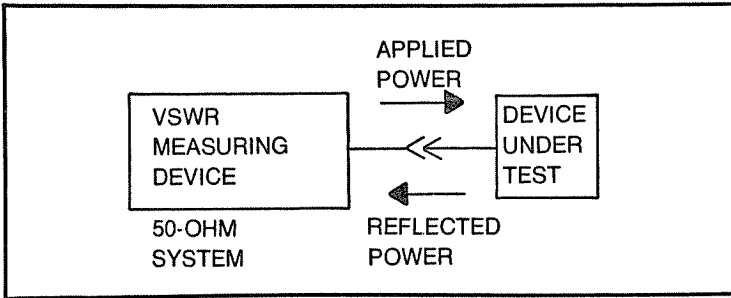 APPLIED
POWER
VSWR
MEASURING
DEVICE
DEVICE
UNDER
TEST
50-OHM
SYSTEM
REFLECTED
POWER